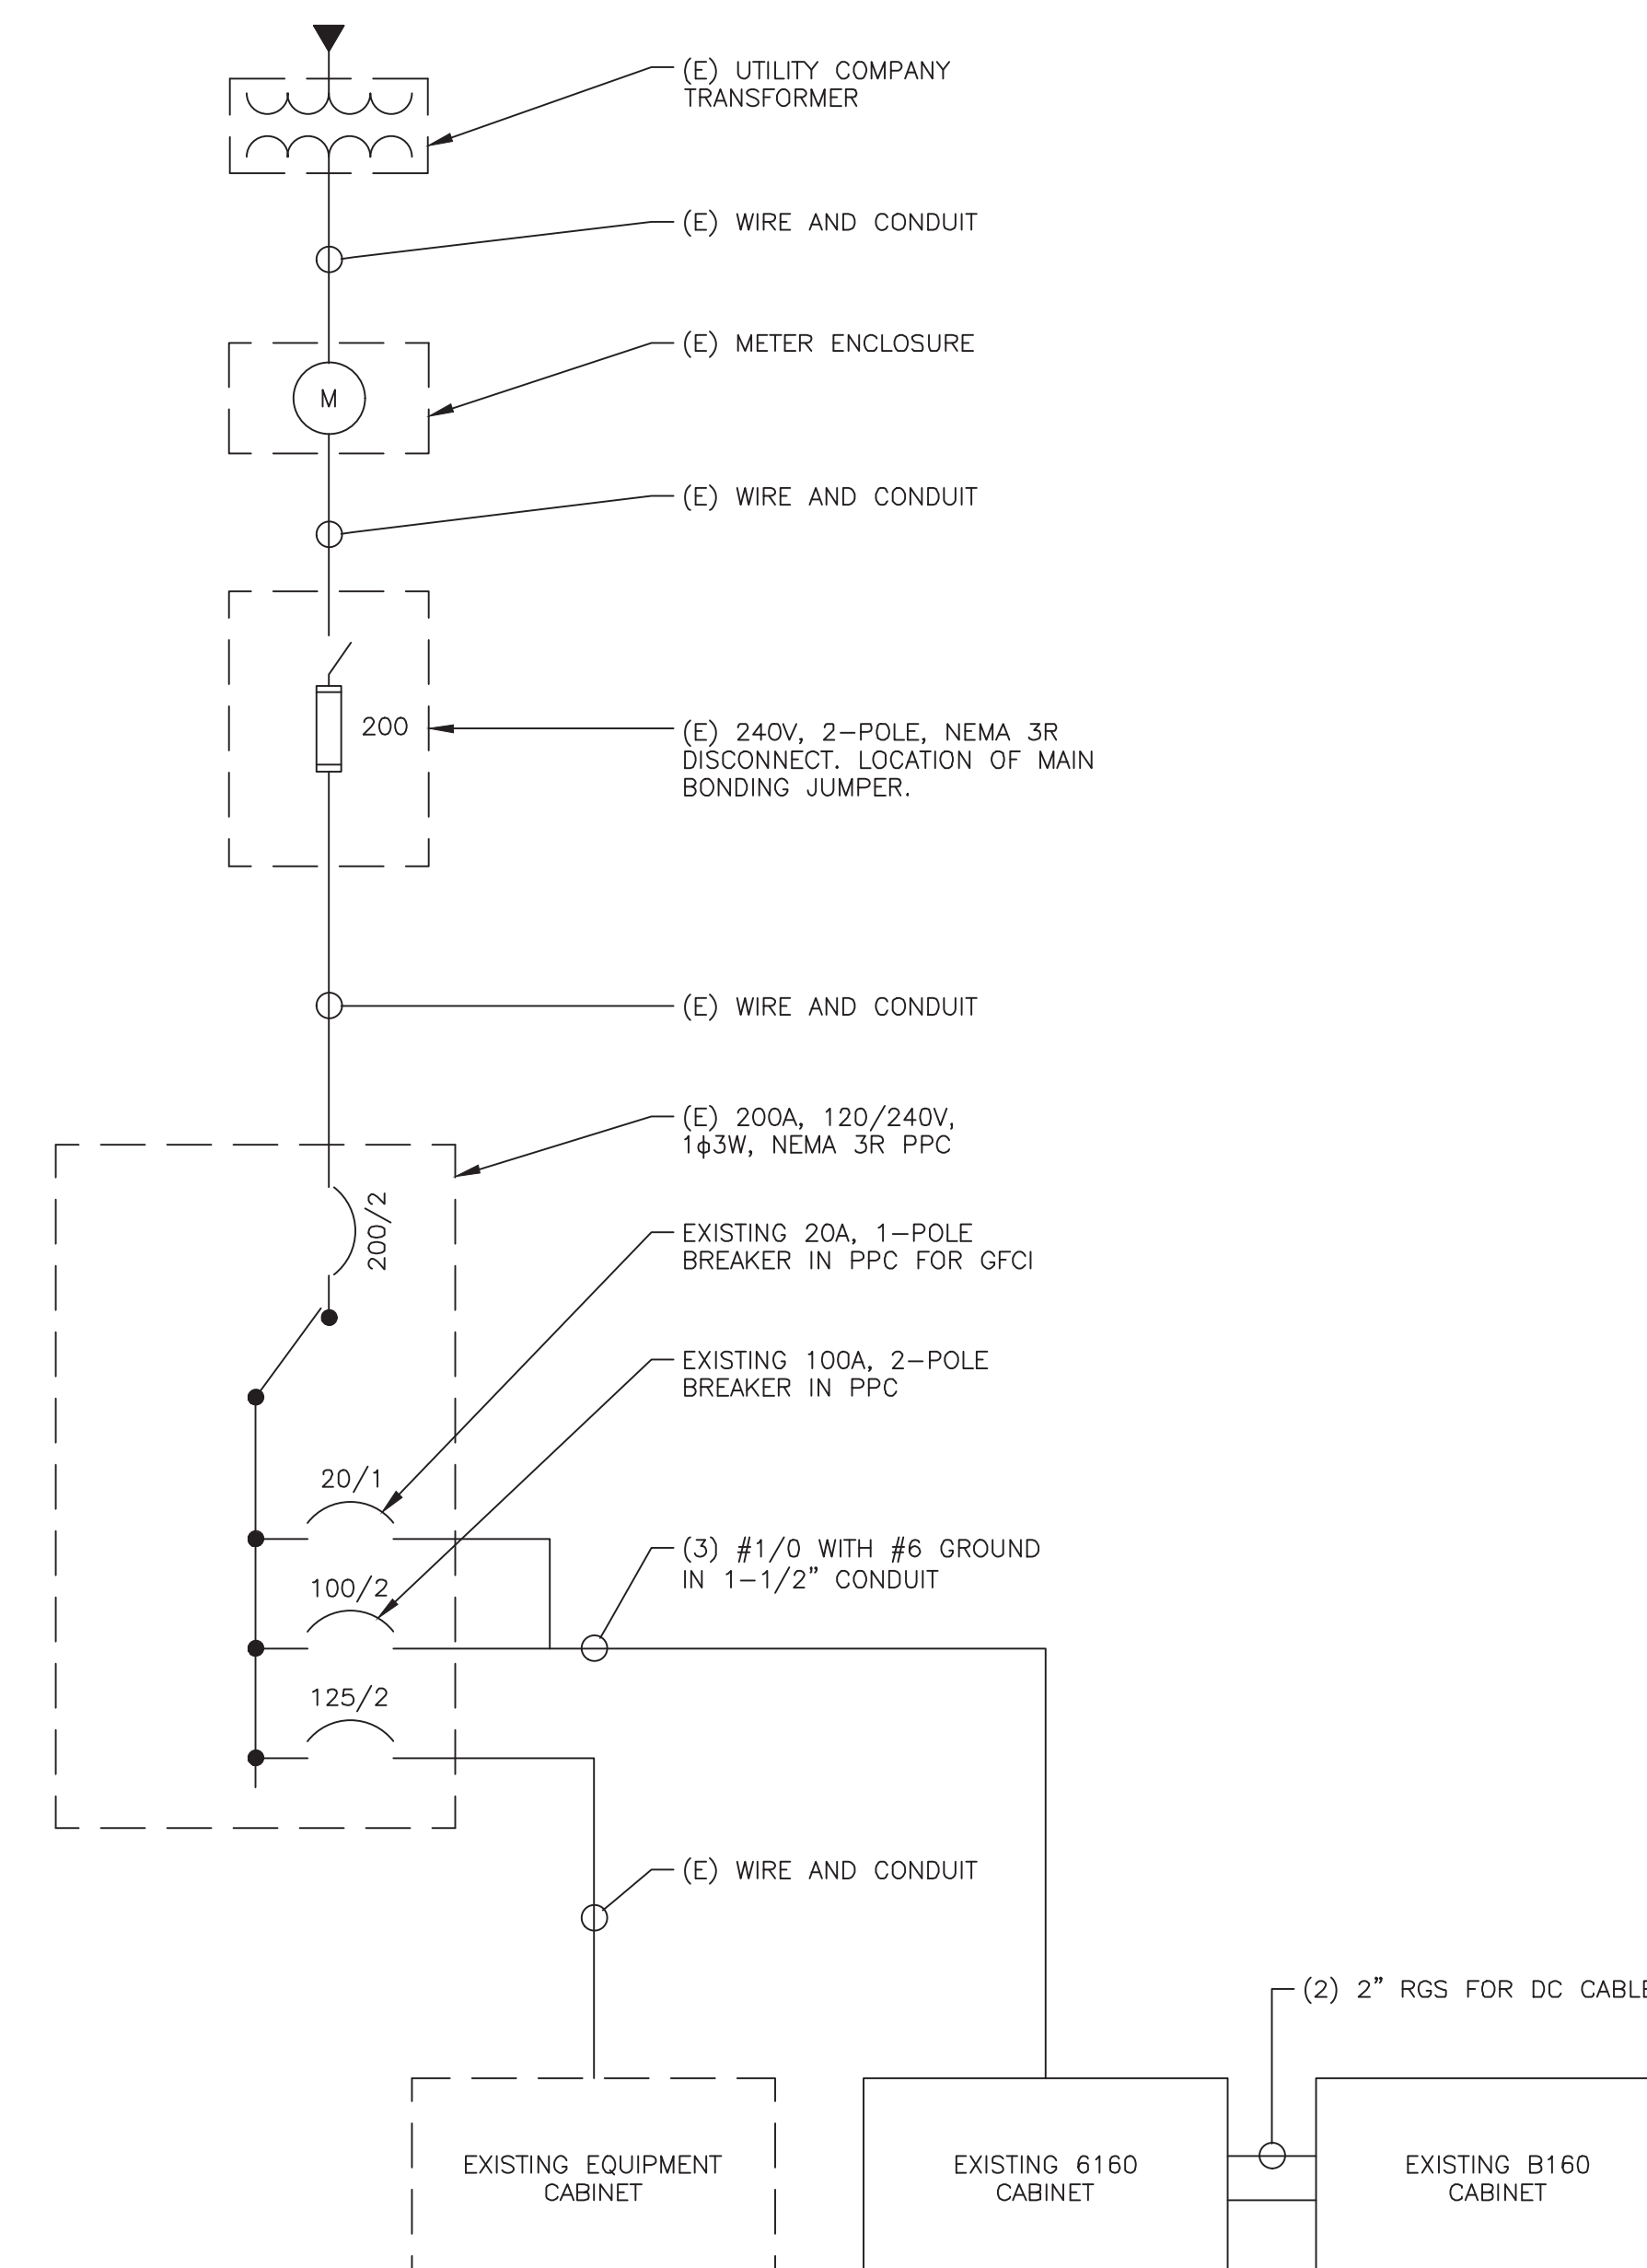 (E) UTILITY COMPANY
TRANSFORMER
(E) WIRE AND CONDUIT
(E) METER ENCLOSURE
M
(E) WIRE AND CONDUIT
200
(E) 240V, 2-POLE, NEMA 3R
DISCONNECT. LOCATION OF MAIN
BONDING JUMPER.
(E) WIRE AND CONDUIT
(E) 200A, 120/240V,
1ɸ3W, NEMA 3R PPC
200/2
EXISTING 20A, 1-POLE
BREAKER IN PPC FOR GFCI
EXISTING 100A, 2-POLE
BREAKER IN PPC
20/1
(3) #1/0 WITH #6 GROUND
IN 1-1/2" CONDUIT
100/2
125/2
(E) WIRE AND CONDUIT
(2) 2" RGS FOR DC CABLE
EXISTING EQUIPMENT
CABINET
EXISTING 6160
CABINET
EXISTING B160
CABINET